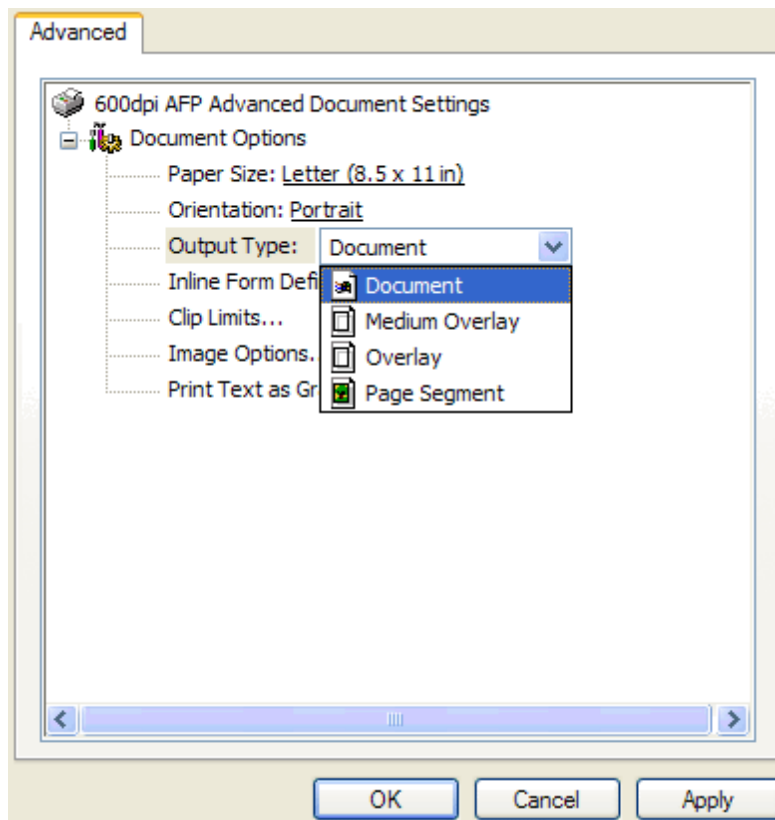 Advanced
600dpi AFP Advanced Document Settings
Document Options
Paper Size: Letter (8.5 x 11 in)
Orientation: Portrait
Output Type: Document
Document
Inline Form Defi
Medium Overlay
Clip Limits...
Overlay
Image Options..
Page Segment
Print Text as Gr
OK Cancel Apply